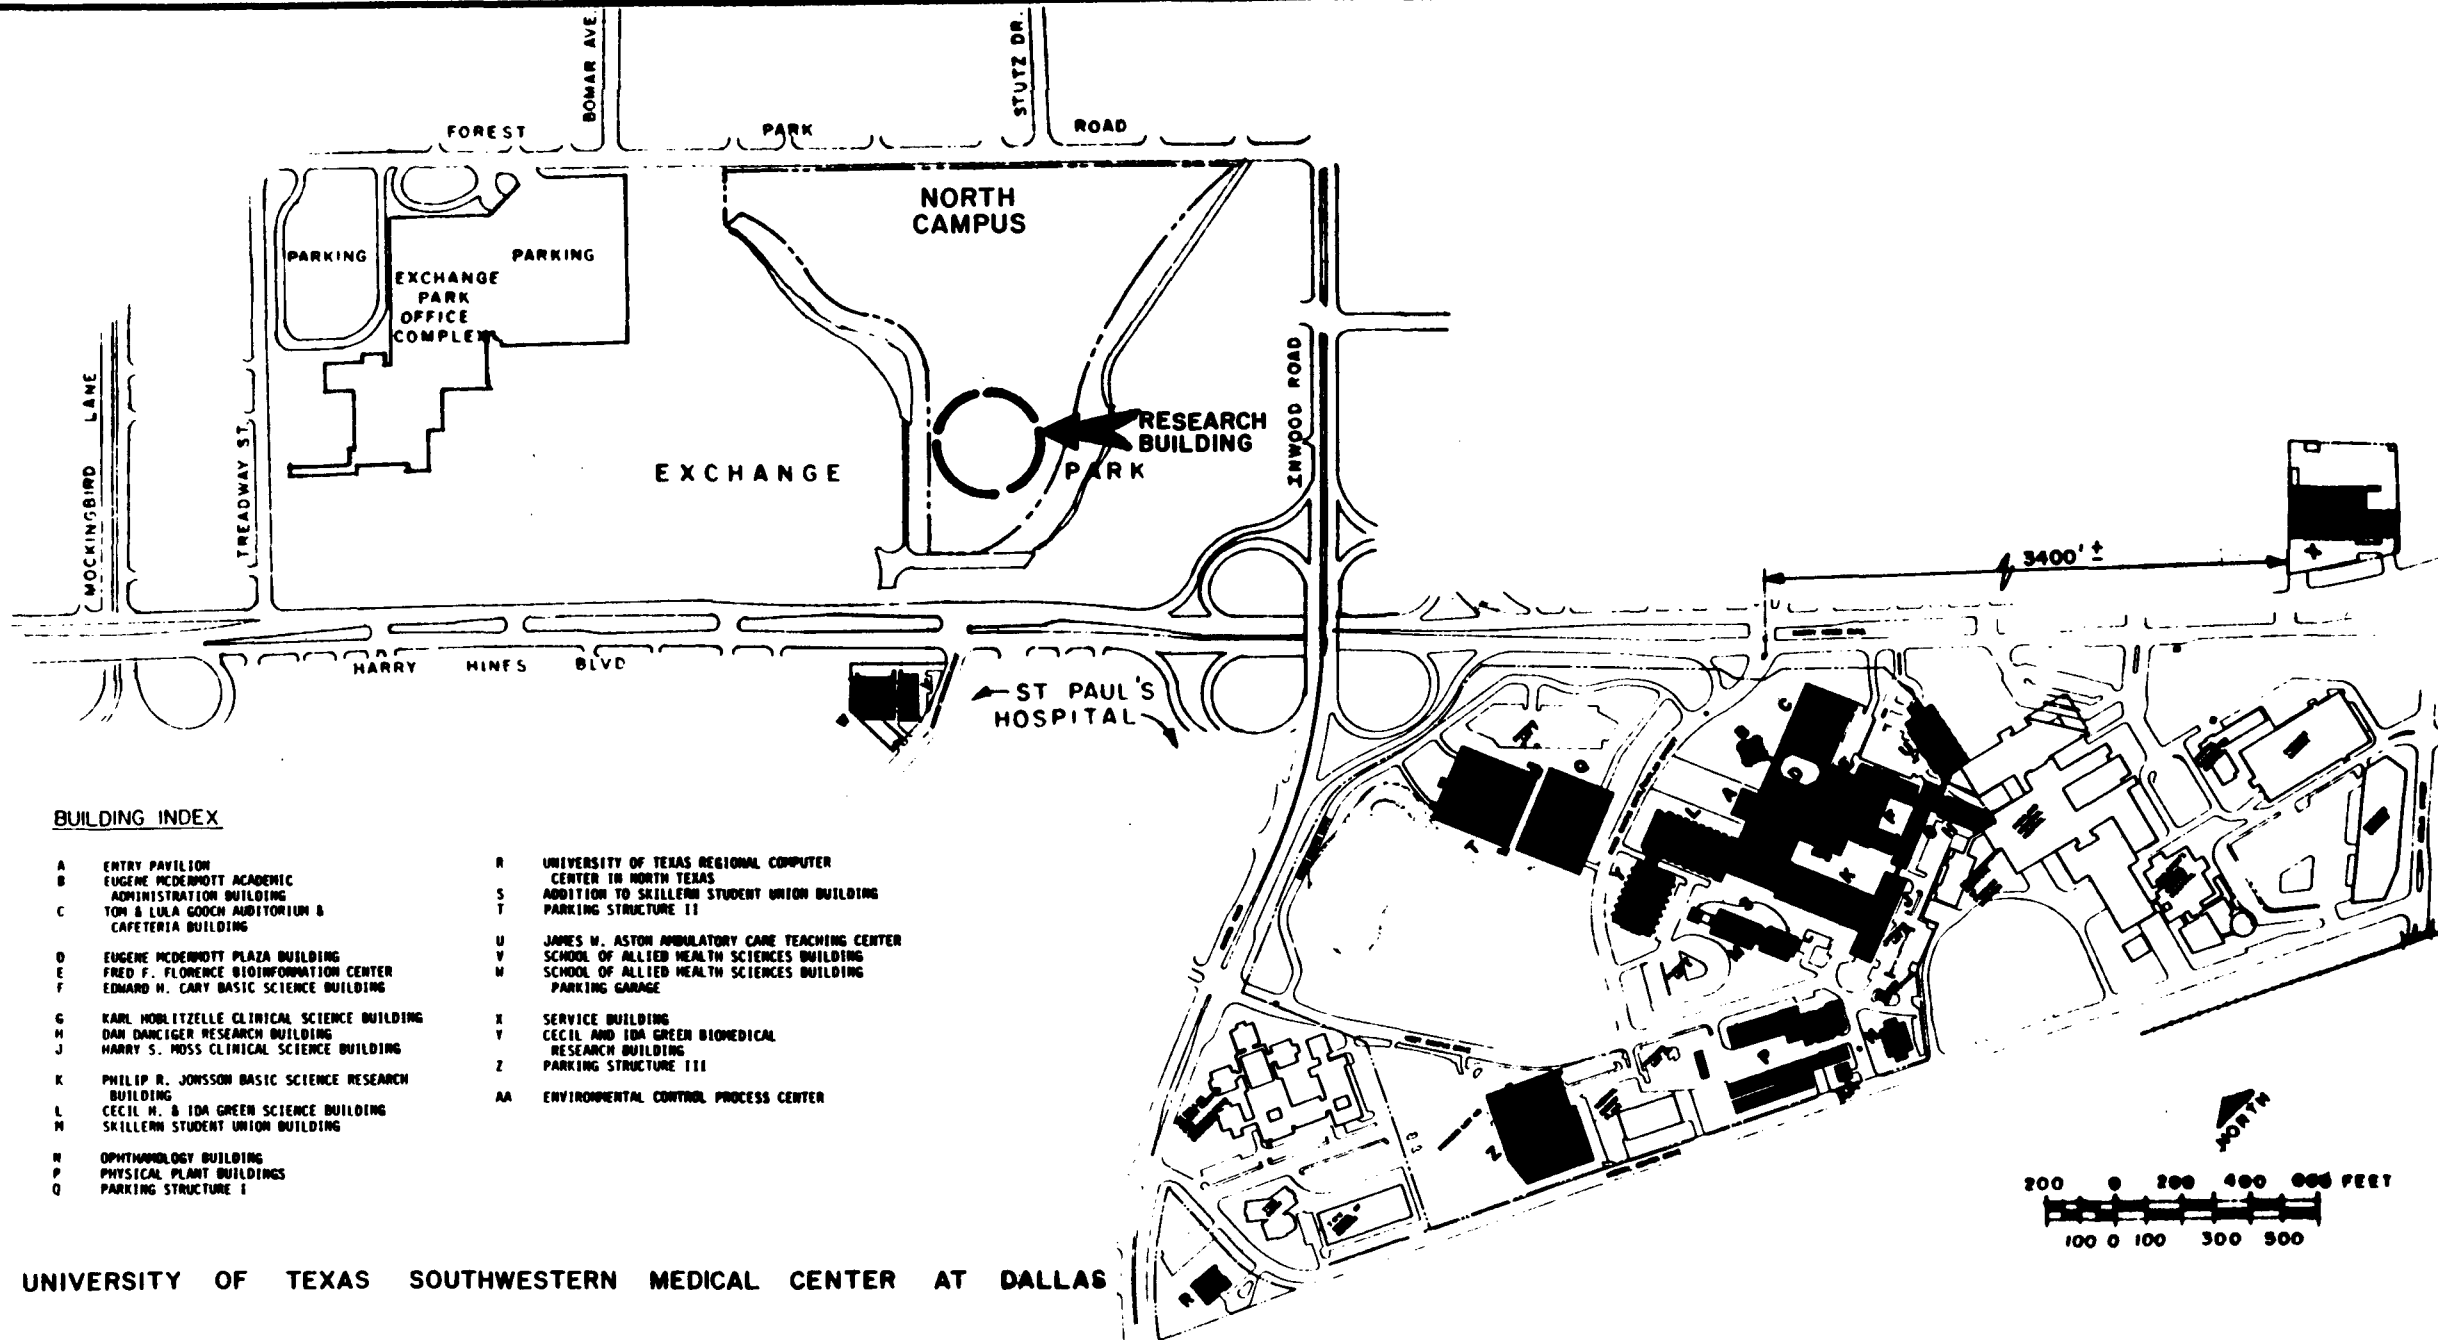 BOMAR AVE.
STUTZ DR.
FOREST PARK ROAD
NORTH
CAMPUS
PARKING
PARKING
EXCHANGE
PARK
OFFICE
COMPLEX
MOCKINGBIRD LANE
TREADWAY ST.
INWOOD ROAD
RESEARCH
BUILDING
EXCHANGE PARK
3400' ±
HARRY HINES BLVD
ST PAUL'S
HOSPITAL
C
B
D
A
L
F
K
Q
T
S
M
P
Z
R
BUILDING INDEX
A ENTRY PAVILION
B EUGENE MCDERMOTT ACADEMIC
ADMINISTRATION BUILDING
C TOM & LULA GOOCH AUDITORIUM &
CAFETERIA BUILDING
D EUGENE MCDERMOTT PLAZA BUILDING
E FRED F. FLORENCE BIOINFORMATION CENTER
F EDWARD H. CARY BASIC SCIENCE BUILDING
G KARL HOBLITZELLE CLINICAL SCIENCE BUILDING
H DAN DANCIGER RESEARCH BUILDING
J HARRY S. MOSS CLINICAL SCIENCE BUILDING
K PHILIP R. JONSSON BASIC SCIENCE RESEARCH
BUILDING
L CECIL H. & IDA GREEN SCIENCE BUILDING
M SKILLERN STUDENT UNION BUILDING
N OPHTHAMOLOGY BUILDING
P PHYSICAL PLANT BUILDINGS
Q PARKING STRUCTURE I
R UNIVERSITY OF TEXAS REGIONAL COMPUTER
CENTER IN NORTH TEXAS
S ADDITION TO SKILLERN STUDENT UNION BUILDING
T PARKING STRUCTURE II
U JAMES W. ASTON AMBULATORY CARE TEACHING CENTER
V SCHOOL OF ALLIED HEALTH SCIENCES BUILDING
W SCHOOL OF ALLIED HEALTH SCIENCES BUILDING
PARKING GARAGE
X SERVICE BUILDING
Y CECIL AND IDA GREEN BIOMEDICAL
RESEARCH BUILDING
Z PARKING STRUCTURE III
AA ENVIRONMENTAL CONTROL PROCESS CENTER
NORTH
200 0 200 400 600 FEET
100 0 100 300 500
UNIVERSITY OF TEXAS SOUTHWESTERN MEDICAL CENTER AT DALLAS